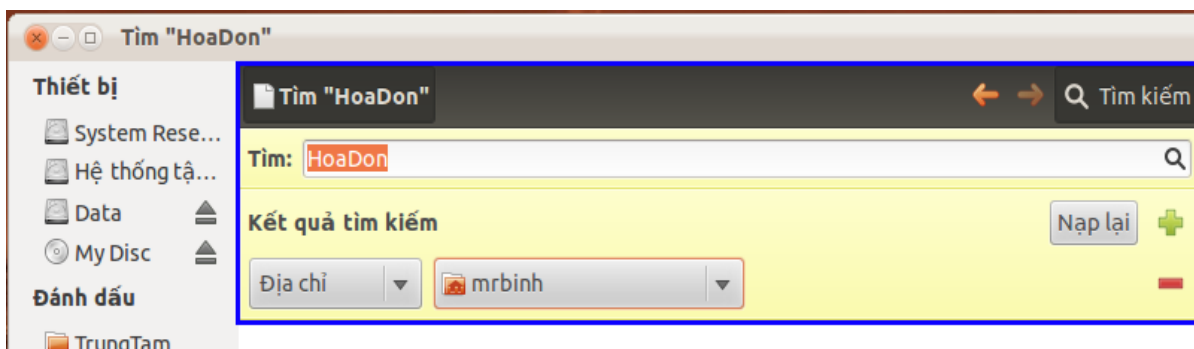 Tìm "HoaDon"
Thiết bị
System Rese...
Hệ thống tậ...
Data
My Disc
Đánh dấu
TrungTam
Tìm "HoaDon"
Tìm kiếm
Tìm: HoaDon
Kết quả tìm kiếm
Nạp lại
Địa chỉ
mrbinh